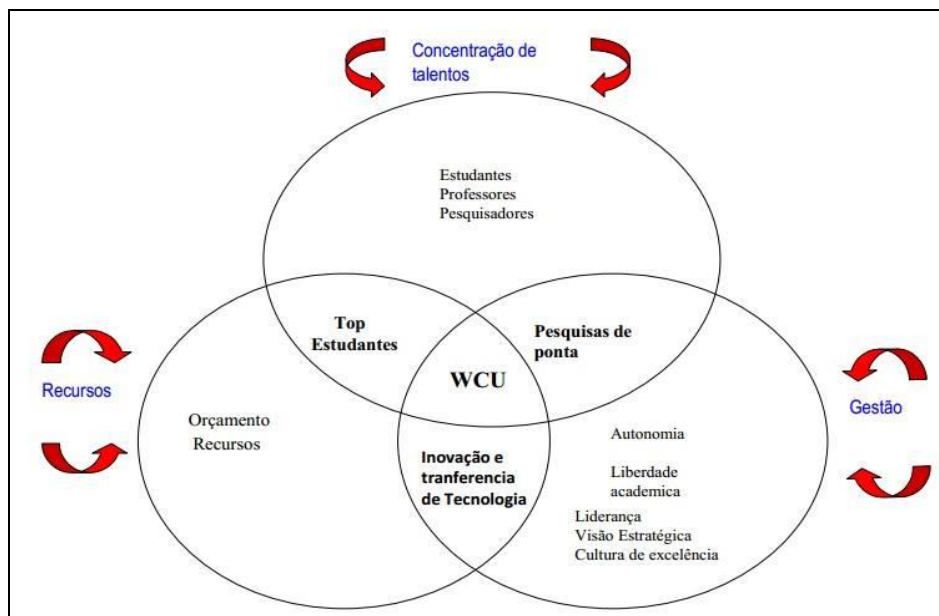 Concentração de
talentos
Estudantes
Professores
Pesquisadores
Top
Estudantes
Pesquisas de
ponta
WCU
Recursos
Gestão
Orçamento
Recursos
Autonomia
Inovação e
tranferencia
de Tecnologia
Liberdade
academica
Liderança
Visão Estratégica
Cultura de excelência